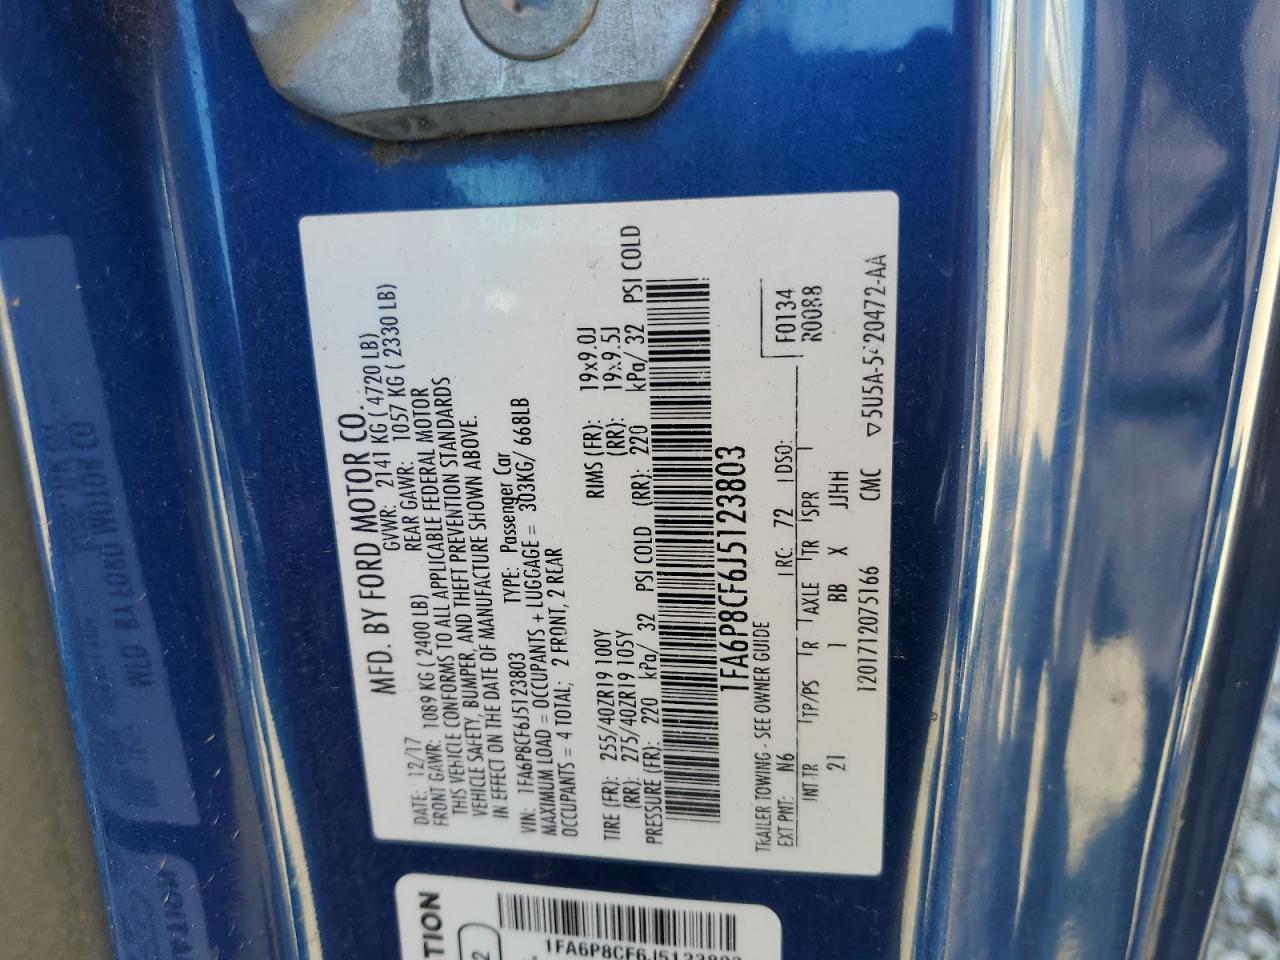 MFD. BY FORD MOTOR CO.
DATE: 12/17 GVWR: 2141 KG ( 4720 LB)
FRONT GAWR: 1089 KG ( 2400 LB) REAR GAWR: 1057 KG ( 2330 LB)
THIS VEHICLE CONFORMS TO ALL APPLICABLE FEDERAL MOTOR
VEHICLE SAFETY, BUMPER, AND THEFT PREVENTION STANDARDS
IN EFFECT ON THE DATE OF MANUFACTURE SHOWN ABOVE.
VIN: 1FA6P8CF6J5123803 TYPE: Passenger Car
MAXIMUM LOAD = OCCUPANTS + LUGGAGE = 303KG/ 668LB
OCCUPANTS = 4 TOTAL; 2 FRONT, 2 REAR
TIRE (FR): 255/40ZR19 100Y RIMS (FR): 19x9.0J
(RR): 275/40ZR19 105Y (RR): 19x9.5J
PRESSURE (FR): 220 kPa/ 32 PSI COLD (RR): 220 kPa/ 32 PSI COLD
1FA6P8CF6J5123803
TRAILER TOWING - SEE OWNER GUIDE
EXT PNT: N6 RC: 72 DSO: F0134
INT TR TP/PS R AXLE TR SPR R0088
21 1 BB X JJHH
1201712075166 CMC
TION
1FA6P8CF6J5123803